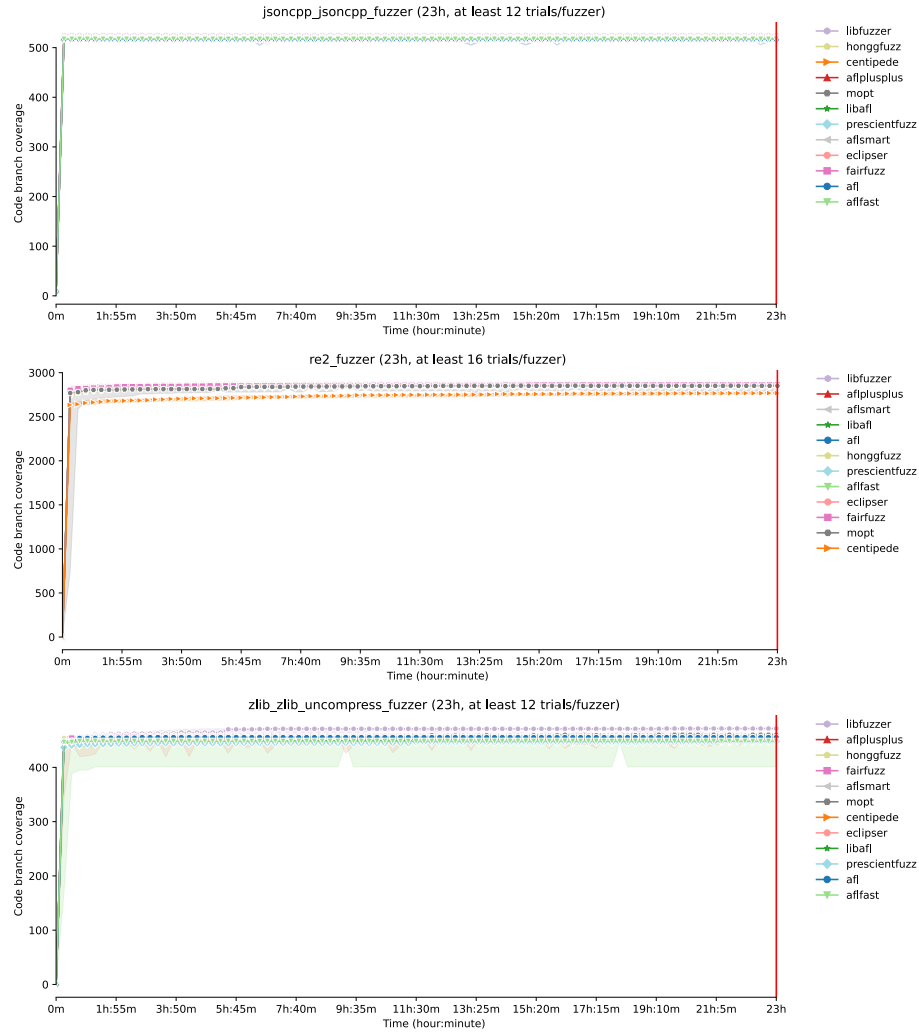 jsoncpp_jsoncpp_fuzzer (23h, at least 12 trials/fuzzer)
500
400
300
200
100
0
Code branch coverage
0m 1h:55m 3h:50m 5h:45m 7h:40m 9h:35m 11h:30m 13h:25m 15h:20m 17h:15m 19h:10m 21h:5m 23h
Time (hour:minute)
libfuzzer
honggfuzz
centipede
aflplusplus
mopt
libafl
prescientfuzz
aflsmart
eclipser
fairfuzz
afl
aflfast
re2_fuzzer (23h, at least 16 trials/fuzzer)
3000
2500
2000
1500
1000
500
0
Code branch coverage
0m 1h:55m 3h:50m 5h:45m 7h:40m 9h:35m 11h:30m 13h:25m 15h:20m 17h:15m 19h:10m 21h:5m 23h
Time (hour:minute)
libfuzzer
aflplusplus
aflsmart
libafl
afl
honggfuzz
prescientfuzz
aflfast
eclipser
fairfuzz
mopt
centipede
zlib_zlib_uncompress_fuzzer (23h, at least 12 trials/fuzzer)
400
300
200
100
0
Code branch coverage
0m 1h:55m 3h:50m 5h:45m 7h:40m 9h:35m 11h:30m 13h:25m 15h:20m 17h:15m 19h:10m 21h:5m 23h
Time (hour:minute)
libfuzzer
aflplusplus
honggfuzz
fairfuzz
aflsmart
mopt
centipede
eclipser
libafl
prescientfuzz
afl
aflfast